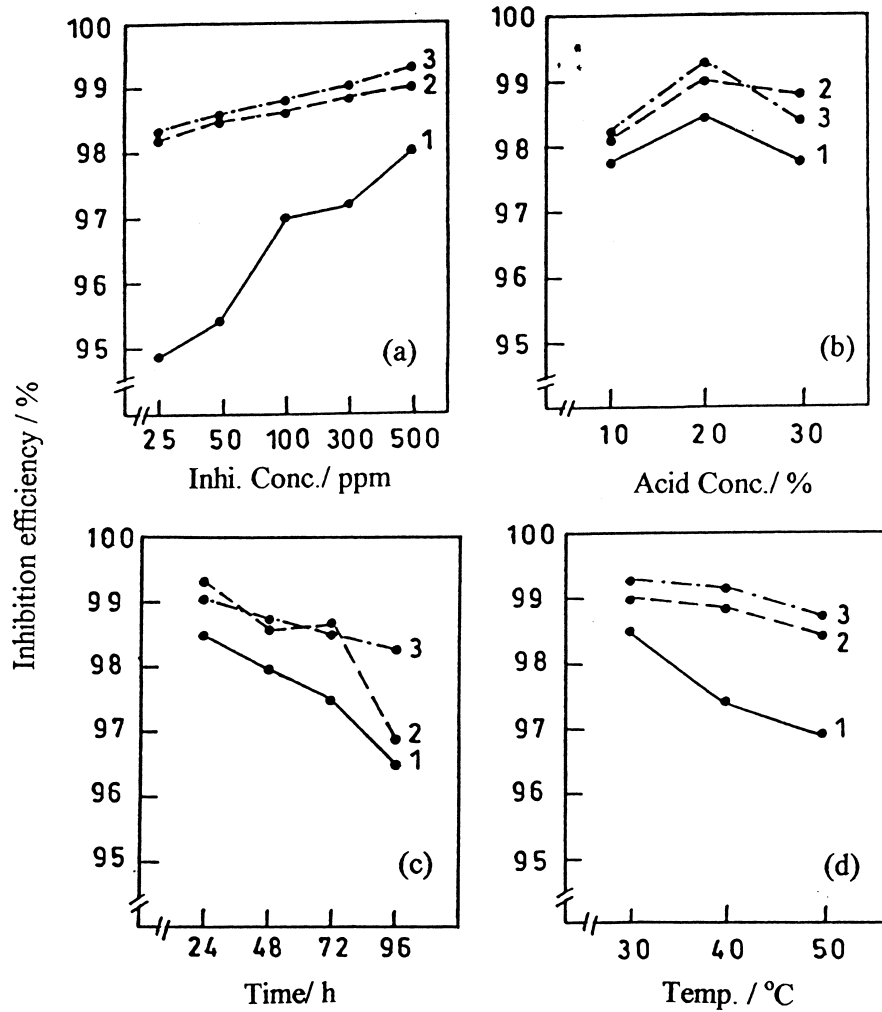 Inhibition efficiency / %
100
99
98
97
96
95
3
2
1
(a)
25 50 100 300 500
Inhi. Conc./ ppm
100
99
98
97
96
95
2
3
1
(b)
10 20 30
Acid Conc./ %
100
99
98
97
96
95
3
2
1
(c)
24 48 72 96
Time/ h
100
99
98
97
96
95
3
2
1
(d)
30 40 50
Temp. / °C